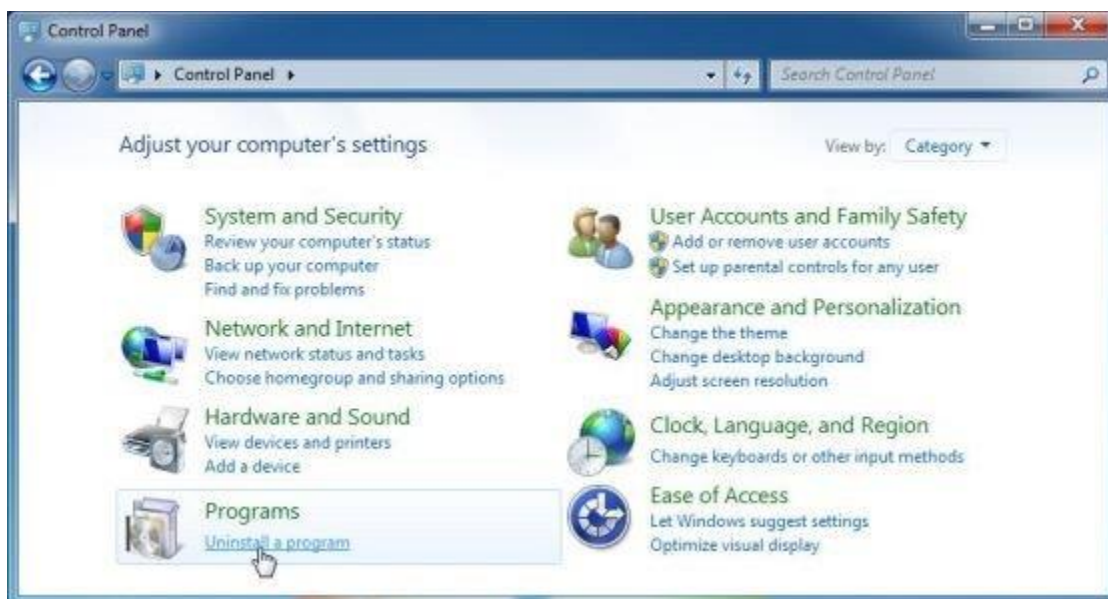 Control Panel
Control Panel
Search Control Panel
Adjust your computer's settings
View by: Category
System and Security
Review your computer's status
Back up your computer
Find and fix problems
Network and Internet
View network status and tasks
Choose homegroup and sharing options
Hardware and Sound
View devices and printers
Add a device
Programs
Uninstall a program
User Accounts and Family Safety
Add or remove user accounts
Set up parental controls for any user
Appearance and Personalization
Change the theme
Change desktop background
Adjust screen resolution
Clock, Language, and Region
Change keyboards or other input methods
Ease of Access
Let Windows suggest settings
Optimize visual display